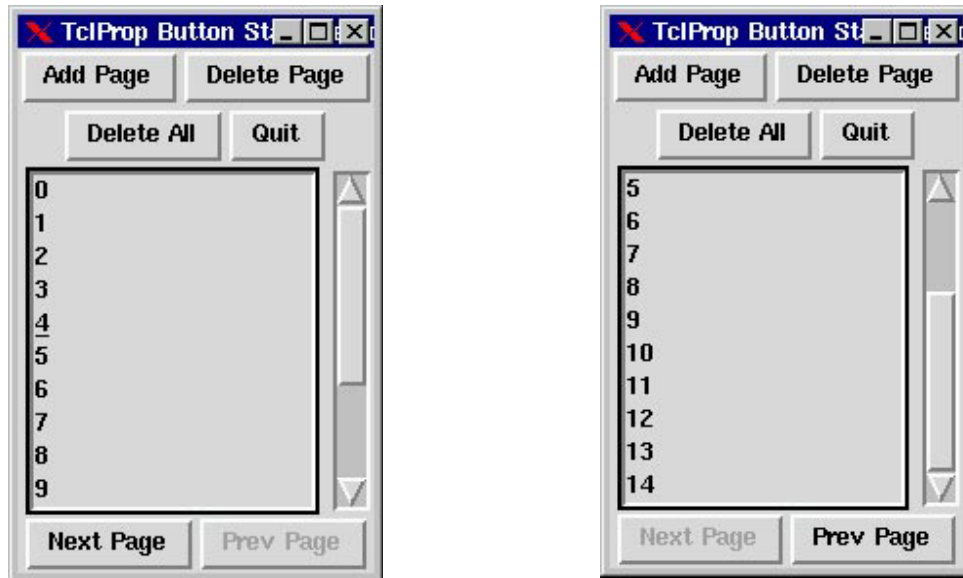 TclProp Button St
Add Page Delete Page
Delete All Quit
0
1
2
3
4
5
6
7
8
9
Next Page Prev Page
TclProp Button St
Add Page Delete Page
Delete All Quit
5
6
7
8
9
10
11
12
13
14
Next Page Prev Page